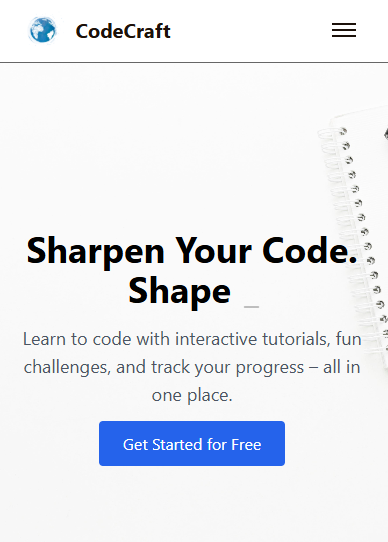 CodeCraft
Sharpen Your Code.
Shape _
Learn to code with interactive tutorials, fun
challenges, and track your progress – all in
one place.
Get Started for Free